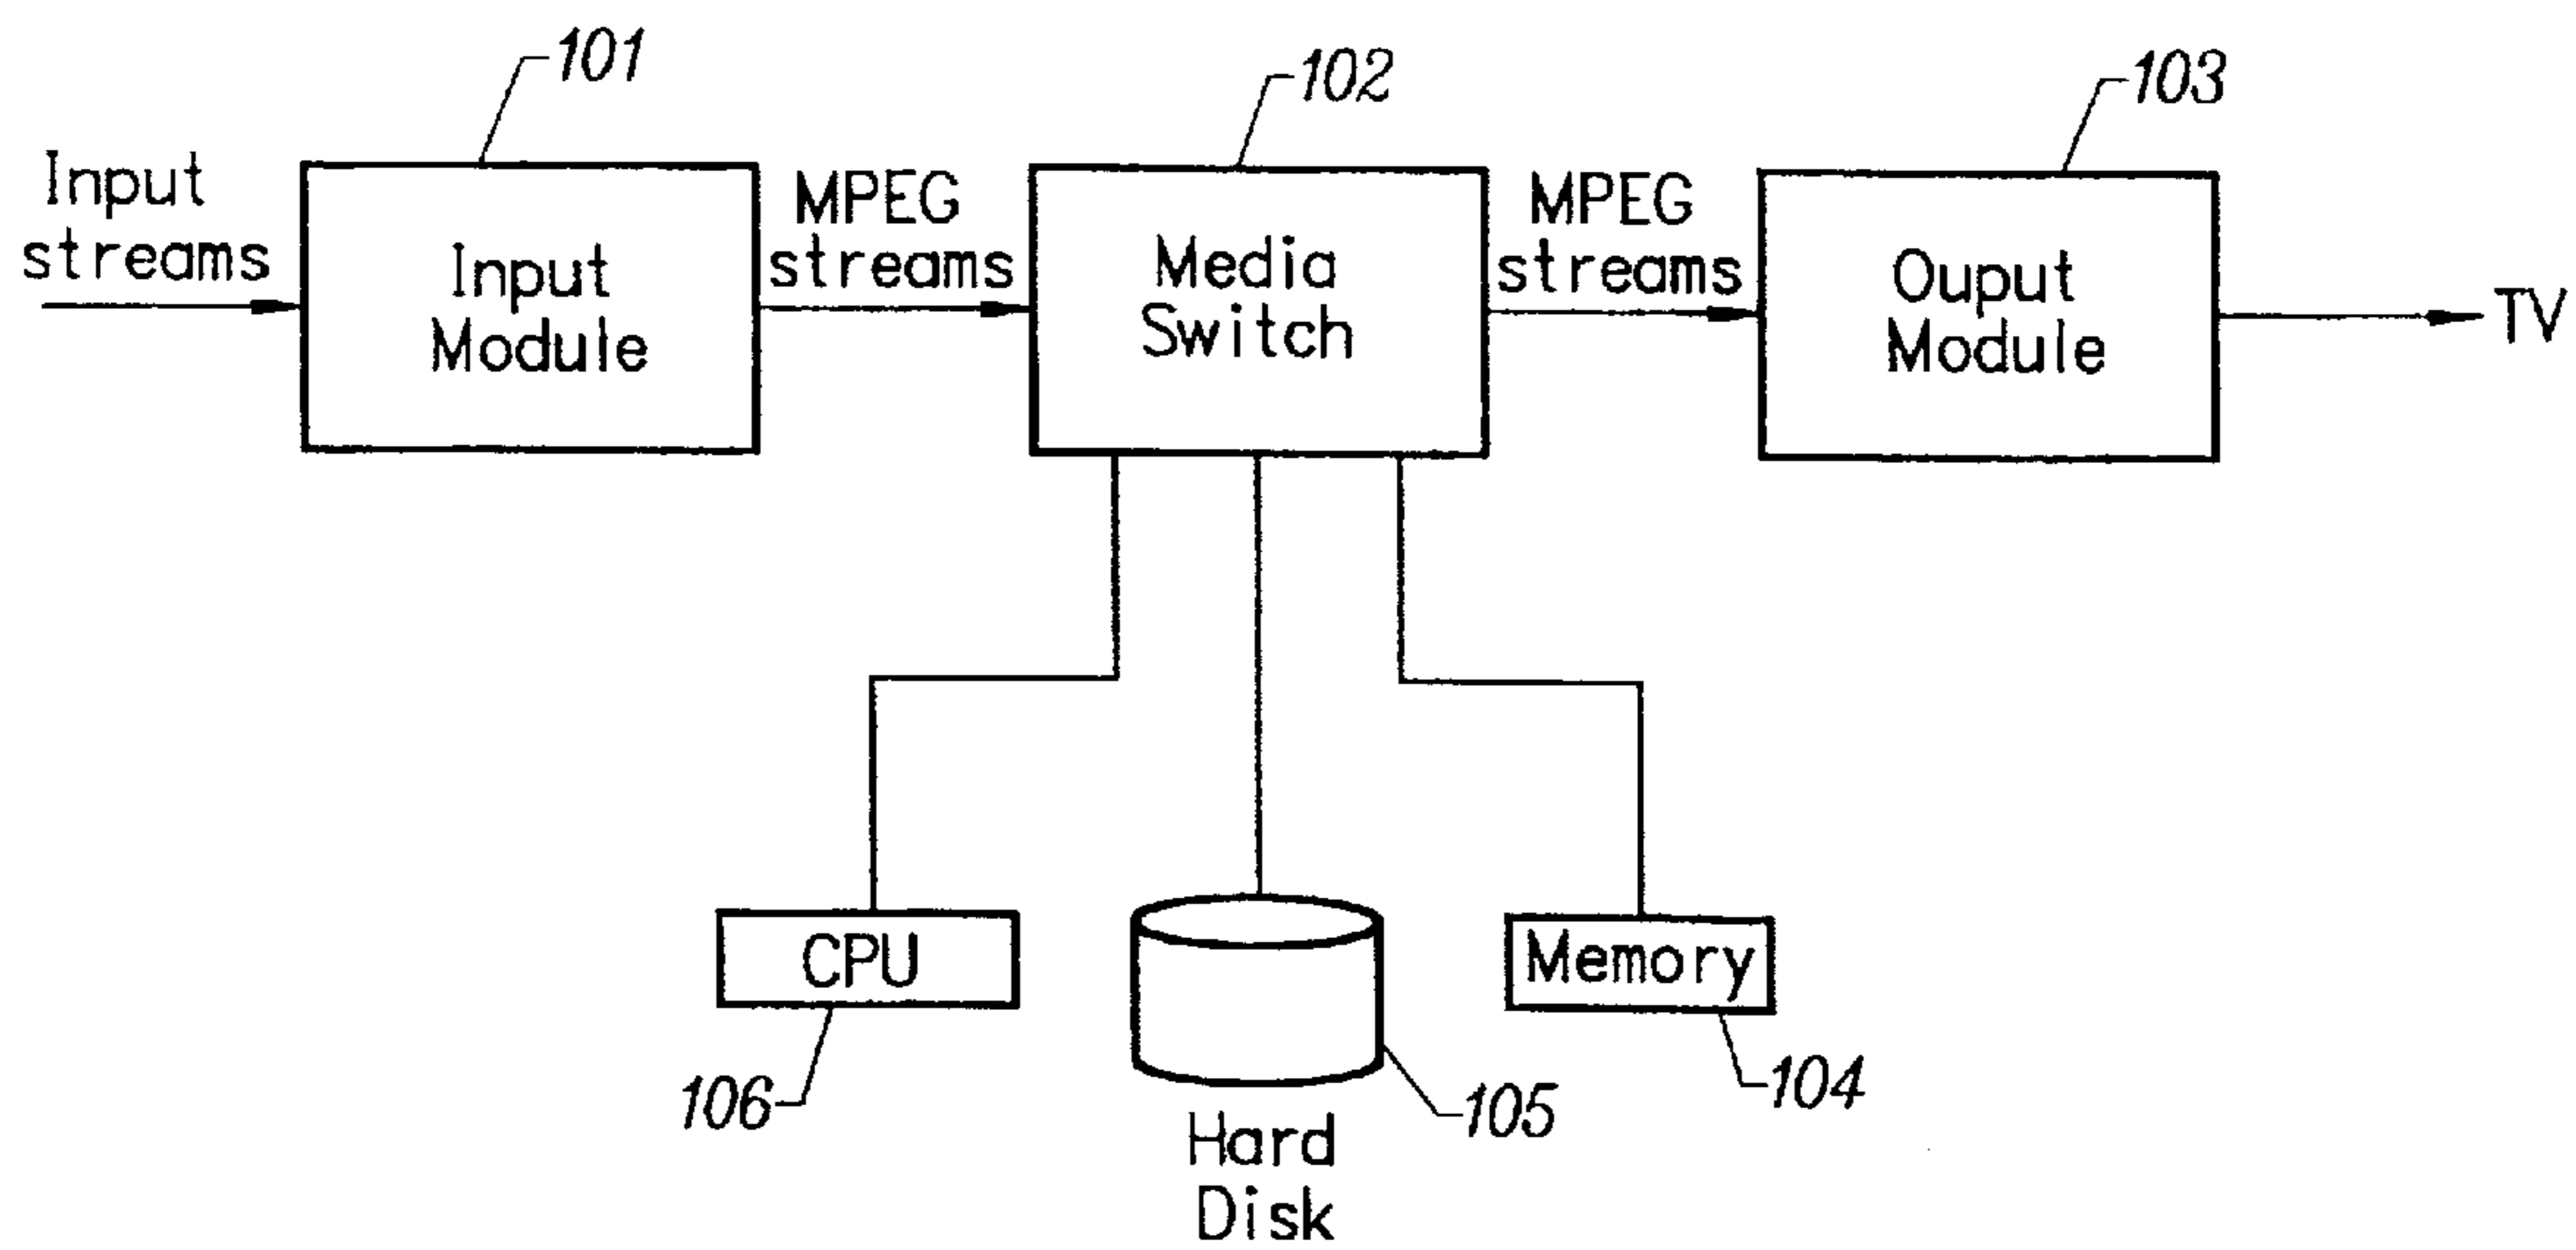 101
102
103
Input
streams
Input
Module
MPEG
streams
Media
Switch
MPEG
streams
Ouput
Module
TV
CPU
Memory
106
105
104
Hard
Disk